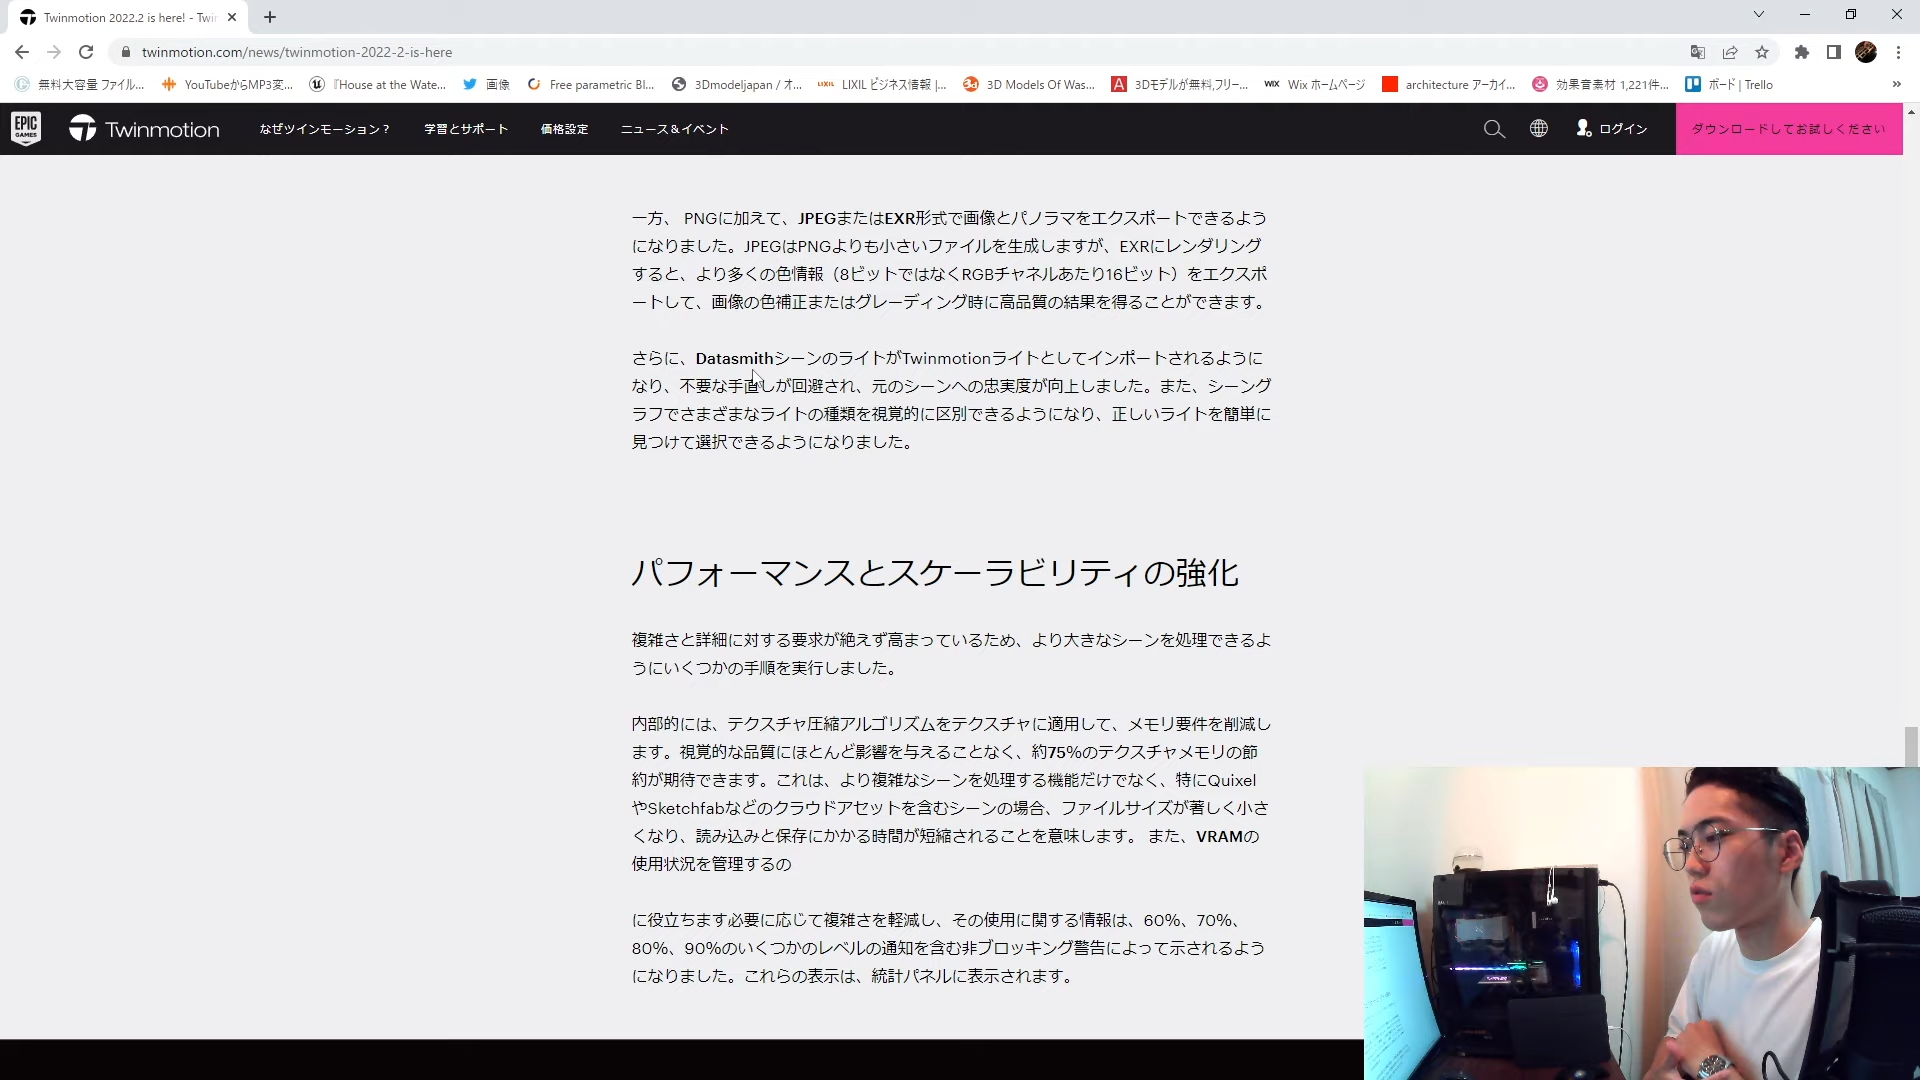 Twinmotion 2022.2 is here! - Twi
twinmotion.com/news/twinmotion-2022-2-is-here
無料大容量 ファイル...
YouTubeからMP3変...
『House at the Wate...
画像
Free parametric Bl...
3Dmodeljapan / オ...
LIXIL
LIXIL ビジネス情報 |...
3D Models Of Was...
3Dモデルが無料,フリー...
WiX
Wix ホームページ
architecture アーカイ...
効果音素材 1,221件...
ボード | Trello
EPIC
GAMES
Twinmotion
なぜツインモーション？
学習とサポート
価格設定
ニュース＆イベント
ログイン
ダウンロードしてお試しください
一方、 PNGに加えて、JPEGまたはEXR形式で画像とパノラマをエクスポートできるよう
になりました。JPEGはPNGよりも小さいファイルを生成しますが、EXRにレンダリング
すると、より多くの色情報（8ビットではなくRGBチャネルあたり16ビット）をエクスポ
ートして、画像の色補正またはグレーディング時に高品質の結果を得ることができます。
さらに、DatasmithシーンのライトがTwinmotionライトとしてインポートされるように
なり、不要な手直しが回避され、元のシーンへの忠実度が向上しました。また、シーング
ラフでさまざまなライトの種類を視覚的に区別できるようになり、正しいライトを簡単に
見つけて選択できるようになりました。
パフォーマンスとスケーラビリティの強化
複雑さと詳細に対する要求が絶えず高まっているため、より大きなシーンを処理できるよ
うにいくつかの手順を実行しました。
内部的には、テクスチャ圧縮アルゴリズムをテクスチャに適用して、メモリ要件を削減し
ます。視覚的な品質にほとんど影響を与えることなく、約75％のテクスチャメモリの節
約が期待できます。これは、より複雑なシーンを処理する機能だけでなく、特にQuixel
やSketchfabなどのクラウドアセットを含むシーンの場合、ファイルサイズが著しく小さ
くなり、読み込みと保存にかかる時間が短縮されることを意味します。 また、VRAMの
使用状況を管理するの
に役立ちます必要に応じて複雑さを軽減し、その使用に関する情報は、60％、70％、
80％、90％のいくつかのレベルの通知を含む非ブロッキング警告によって示されるよう
になりました。これらの表示は、統計パネルに表示されます。